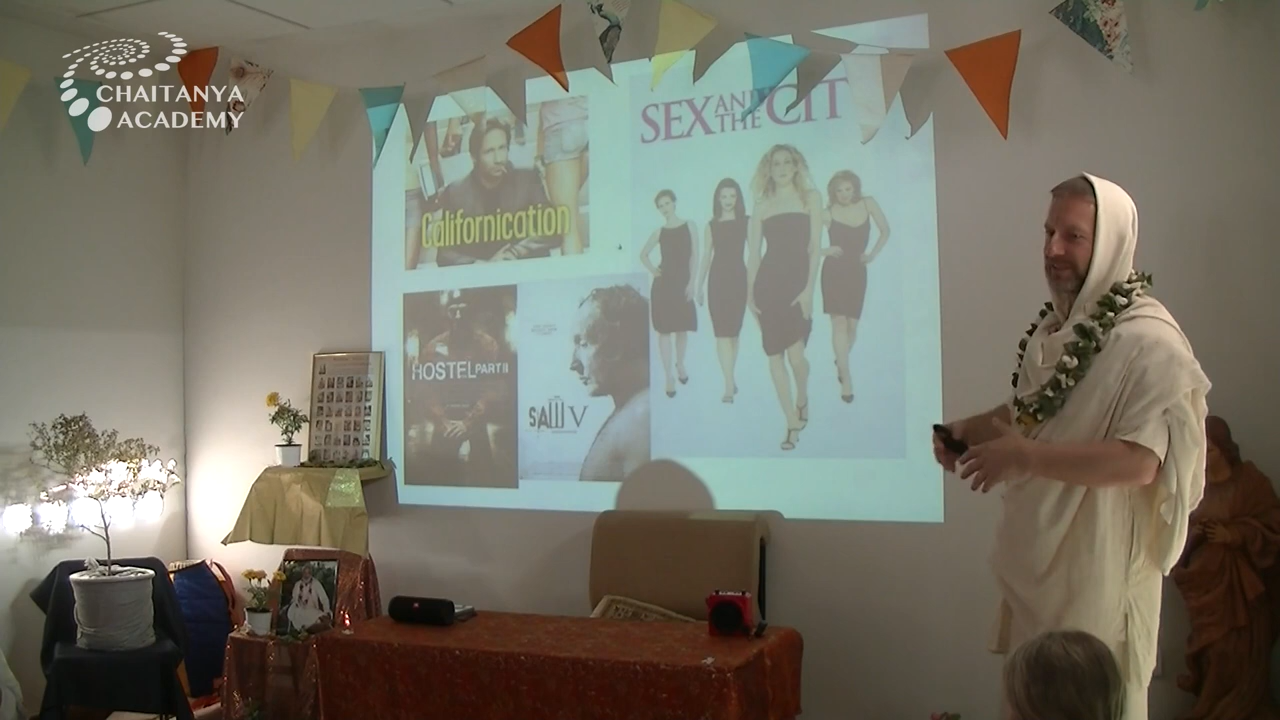 CHAITANYA
ACADEMY
SEX AND THE CIT
Californication
HOSTEL PART II
SAW V